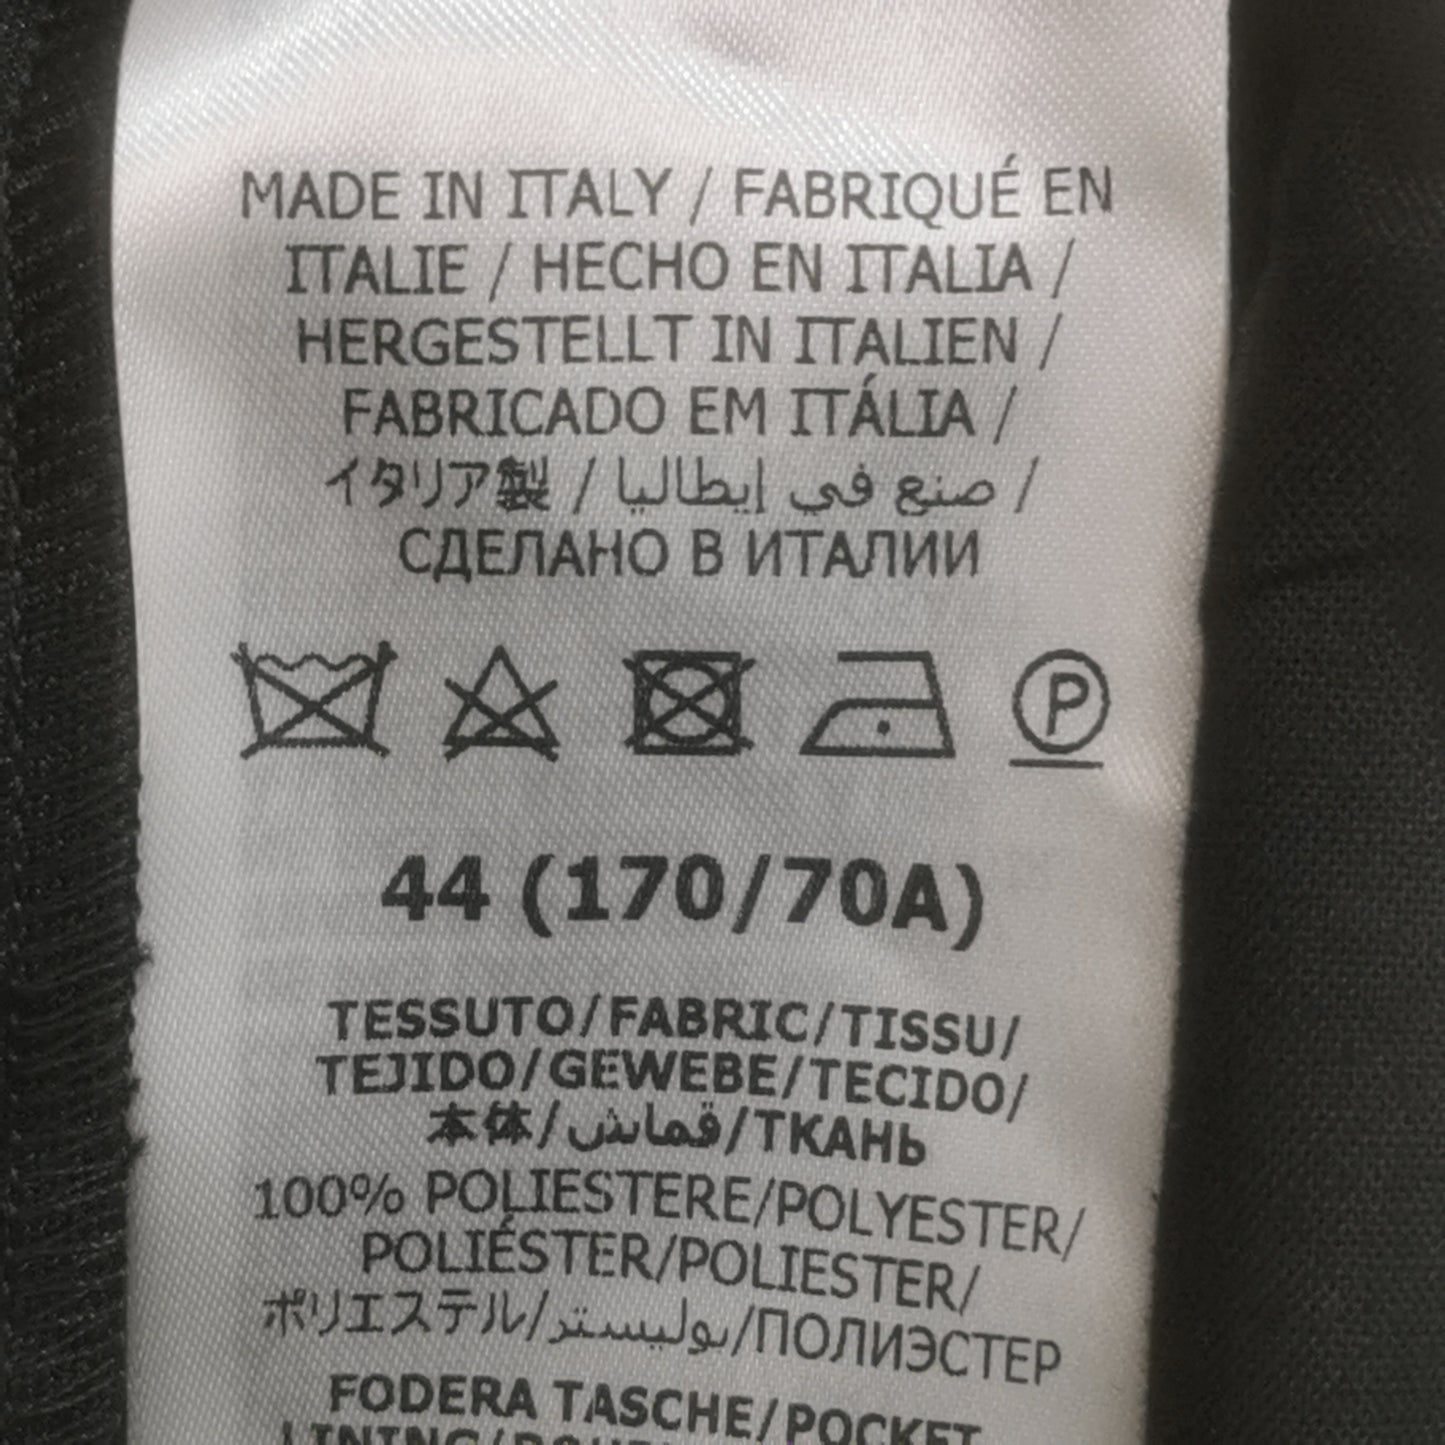 MADE IN ITALY / FABRIQUÉ EN
ITALIE / HECHO EN ITALIA /
HERGESTELLT IN ITALIEN /
FABRICADO EM ITÁLIA /
イタリア製 / صنع في إيطاليا /
СДЕЛАНО В ИТАЛИИ
P
44 (170/70A)
TESSUTO/FABRIC/TISSU/
TEJIDO/GEWEBE/TECIDO/
本体/قماش/ТКАНЬ
100% POLIESTERE/POLYESTER/
POLIÉSTER/POLIESTER/
ポリエステル/بوليستر/ПОЛИЭСТЕР
FODERA TASCHE/POCKET
LINING/